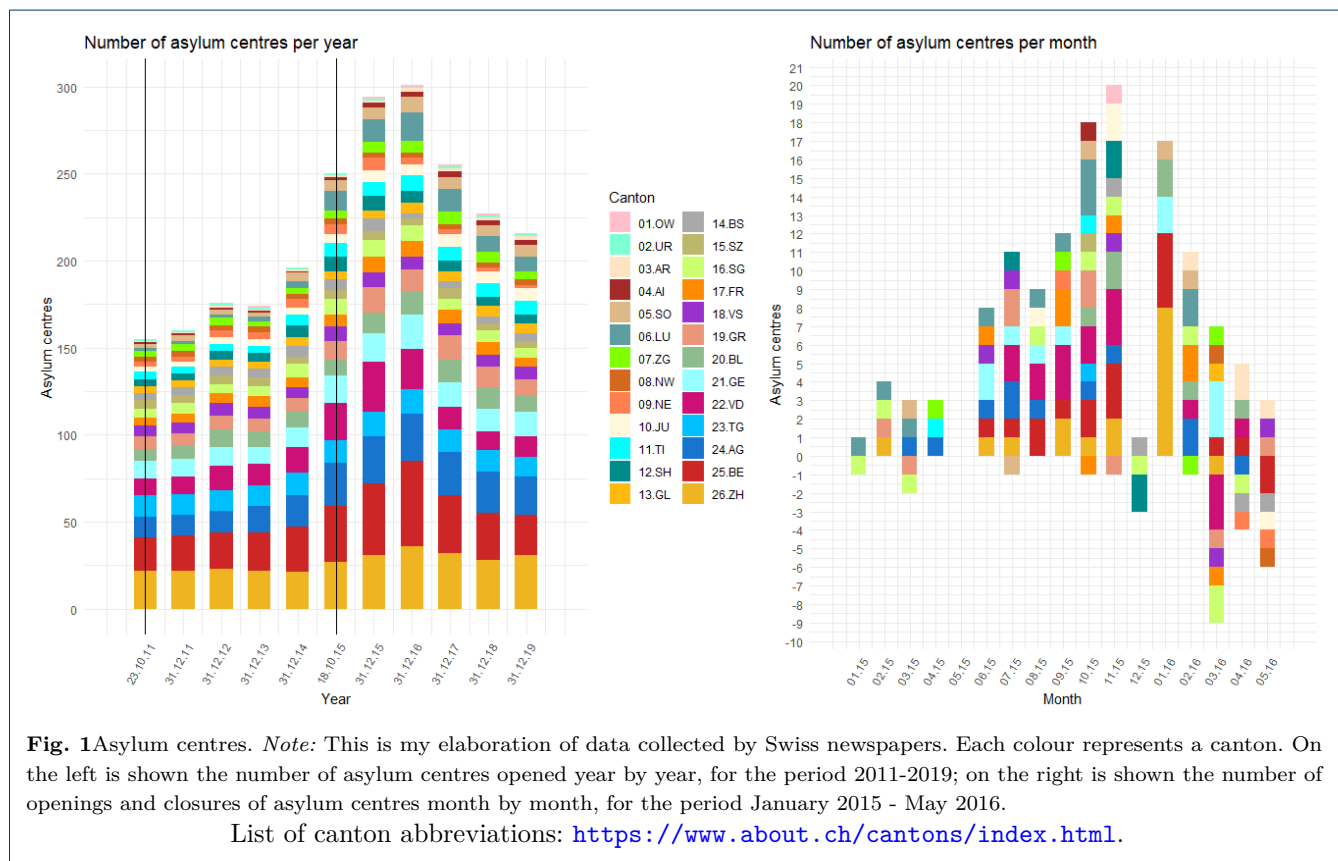 Number of asylum centres per year
300
250
200
150
100
50
0
Asylum centres
23.10.11
31.12.11
31.12.12
31.12.13
31.12.14
18.10.15
31.12.15
31.12.16
31.12.17
31.12.18
31.12.19
Year
Canton
01.OW
02.UR
03.AR
04.AI
05.SO
06.LU
07.ZG
08.NW
09.NE
10.JU
11.TI
12.SH
13.GL
14.BS
15.SZ
16.SG
17.FR
18.VS
19.GR
20.BL
21.GE
22.VD
23.TG
24.AG
25.BE
26.ZH
Number of asylum centres per month
21
20
19
18
17
16
15
14
13
12
11
10
9
8
7
6
5
4
3
2
1
0
-1
-2
-3
-4
-5
-6
-7
-8
-9
-10
Asylum centres
01.15
02.15
03.15
04.15
05.15
06.15
07.15
08.15
09.15
10.15
11.15
12.15
01.16
02.16
03.16
04.16
05.16
Month
Fig. 1Asylum centres. Note: This is my elaboration of data collected by Swiss newspapers. Each colour represents a canton. On
the left is shown the number of asylum centres opened year by year, for the period 2011-2019; on the right is shown the number of
openings and closures of asylum centres month by month, for the period January 2015 - May 2016.
List of canton abbreviations: https://www.about.ch/cantons/index.html.